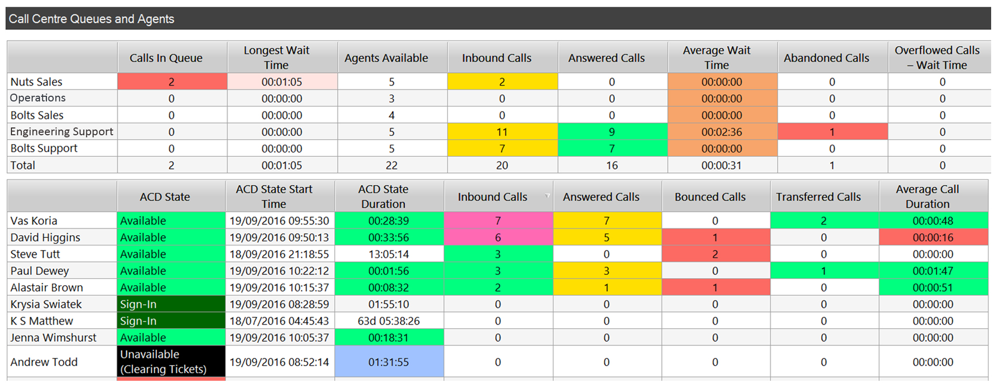 Call Centre Queues and Agents
Calls In Queue Longest Wait Time Agents Available Inbound Calls Answered Calls Average Wait Time Abandoned Calls Overflowed Calls – Wait Time
Nuts Sales 2 00:01:05 5 2 0 00:00:00 0 0
Operations 0 00:00:00 3 0 0 00:00:00 0 0
Bolts Sales 0 00:00:00 4 0 0 00:00:00 0 0
Engineering Support 0 00:00:00 5 11 9 00:02:36 1 0
Bolts Support 0 00:00:00 5 7 7 00:00:00 0 0
Total 2 00:01:05 22 20 16 00:00:31 1 0
ACD State ACD State Start Time ACD State Duration Inbound Calls Answered Calls Bounced Calls Transferred Calls Average Call Duration
Vas Koria Available 19/09/2016 09:55:30 00:28:39 7 7 0 2 00:00:48
David Higgins Available 19/09/2016 09:50:13 00:33:56 6 5 1 0 00:00:16
Steve Tutt Available 18/09/2016 21:18:55 13:05:14 3 0 2 0 00:00:00
Paul Dewey Available 19/09/2016 10:22:12 00:01:56 3 3 0 1 00:01:47
Alastair Brown Available 19/09/2016 10:15:37 00:08:32 2 1 1 0 00:00:51
Krysia Swiatek Sign-In 19/09/2016 08:28:59 01:55:10 0 0 0 0 00:00:00
K S Matthew Sign-In 18/07/2016 04:45:43 63d 05:38:26 0 0 0 0 00:00:00
Jenna Wimshurst Available 19/09/2016 10:05:37 00:18:31 0 0 0 0 00:00:00
Andrew Todd Unavailable (Clearing Tickets) 19/09/2016 08:52:14 01:31:55 0 0 0 0 00:00:00